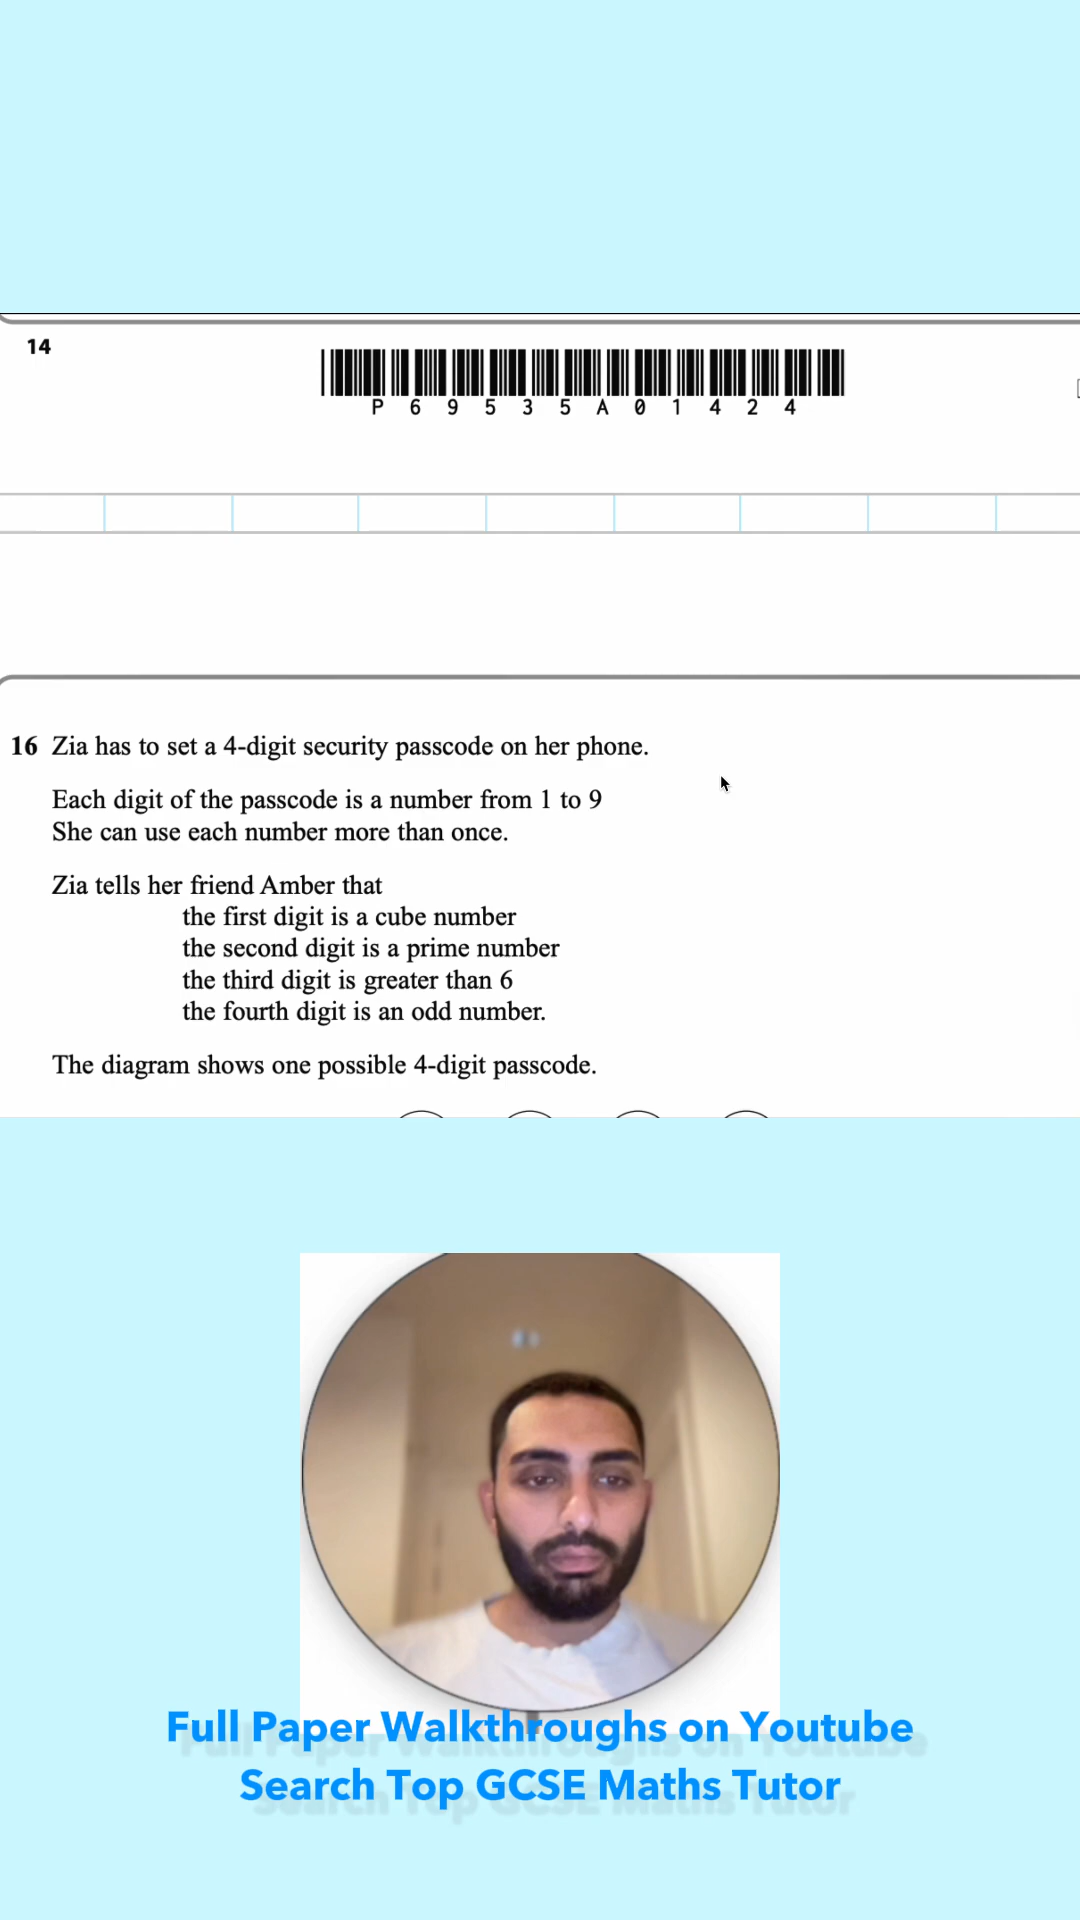 14
P 6 9 5 3 5 A 0 1 4 2 4
16 Zia has to set a 4-digit security passcode on her phone.
Each digit of the passcode is a number from 1 to 9
She can use each number more than once.
Zia tells her friend Amber that
the first digit is a cube number
the second digit is a prime number
the third digit is greater than 6
the fourth digit is an odd number.
The diagram shows one possible 4-digit passcode.
Full Paper Walkthroughs on Youtube
Search Top GCSE Maths Tutor